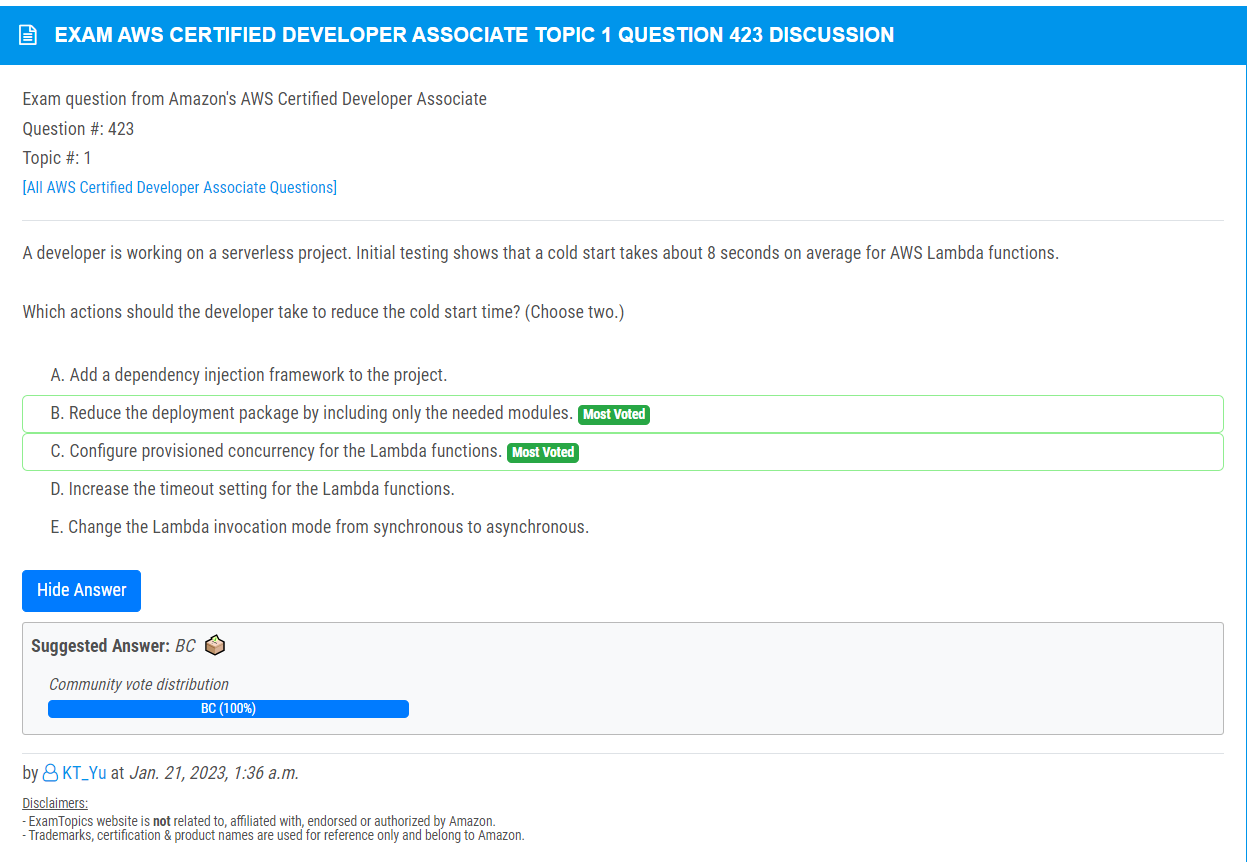 EXAM AWS CERTIFIED DEVELOPER ASSOCIATE TOPIC 1 QUESTION 423 DISCUSSION
Exam question from Amazon's AWS Certified Developer Associate
Question #: 423
Topic #: 1
[All AWS Certified Developer Associate Questions]
A developer is working on a serverless project. Initial testing shows that a cold start takes about 8 seconds on average for AWS Lambda functions.
Which actions should the developer take to reduce the cold start time? (Choose two.)
A. Add a dependency injection framework to the project.
B. Reduce the deployment package by including only the needed modules. Most Voted
C. Configure provisioned concurrency for the Lambda functions. Most Voted
D. Increase the timeout setting for the Lambda functions.
E. Change the Lambda invocation mode from synchronous to asynchronous.
Hide Answer
Suggested Answer: BC
Community vote distribution
BC (100%)
by KT_Yu at Jan. 21, 2023, 1:36 a.m.
Disclaimers:
- ExamTopics website is not related to, affiliated with, endorsed or authorized by Amazon.
- Trademarks, certification & product names are used for reference only and belong to Amazon.